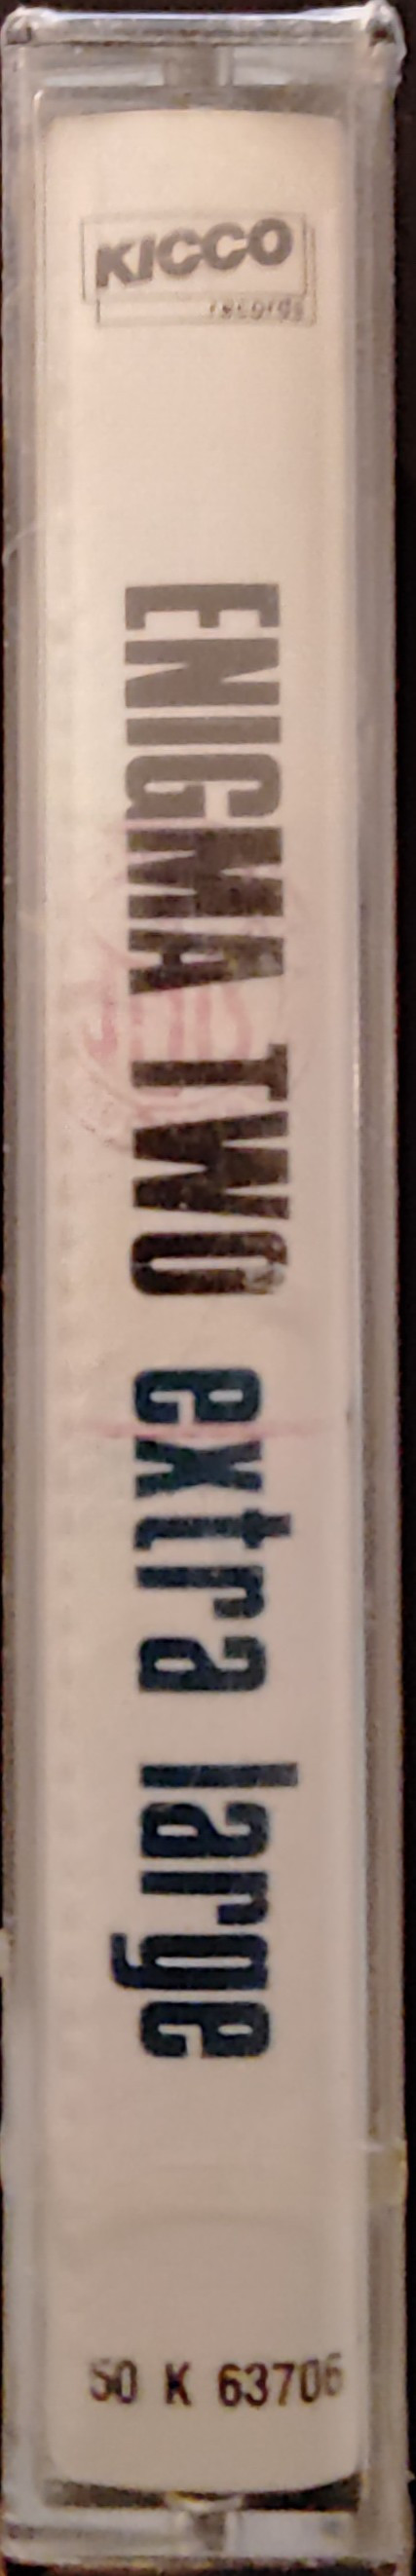 KICCO
records
ENIGMA TWO extra large
50 K 63706